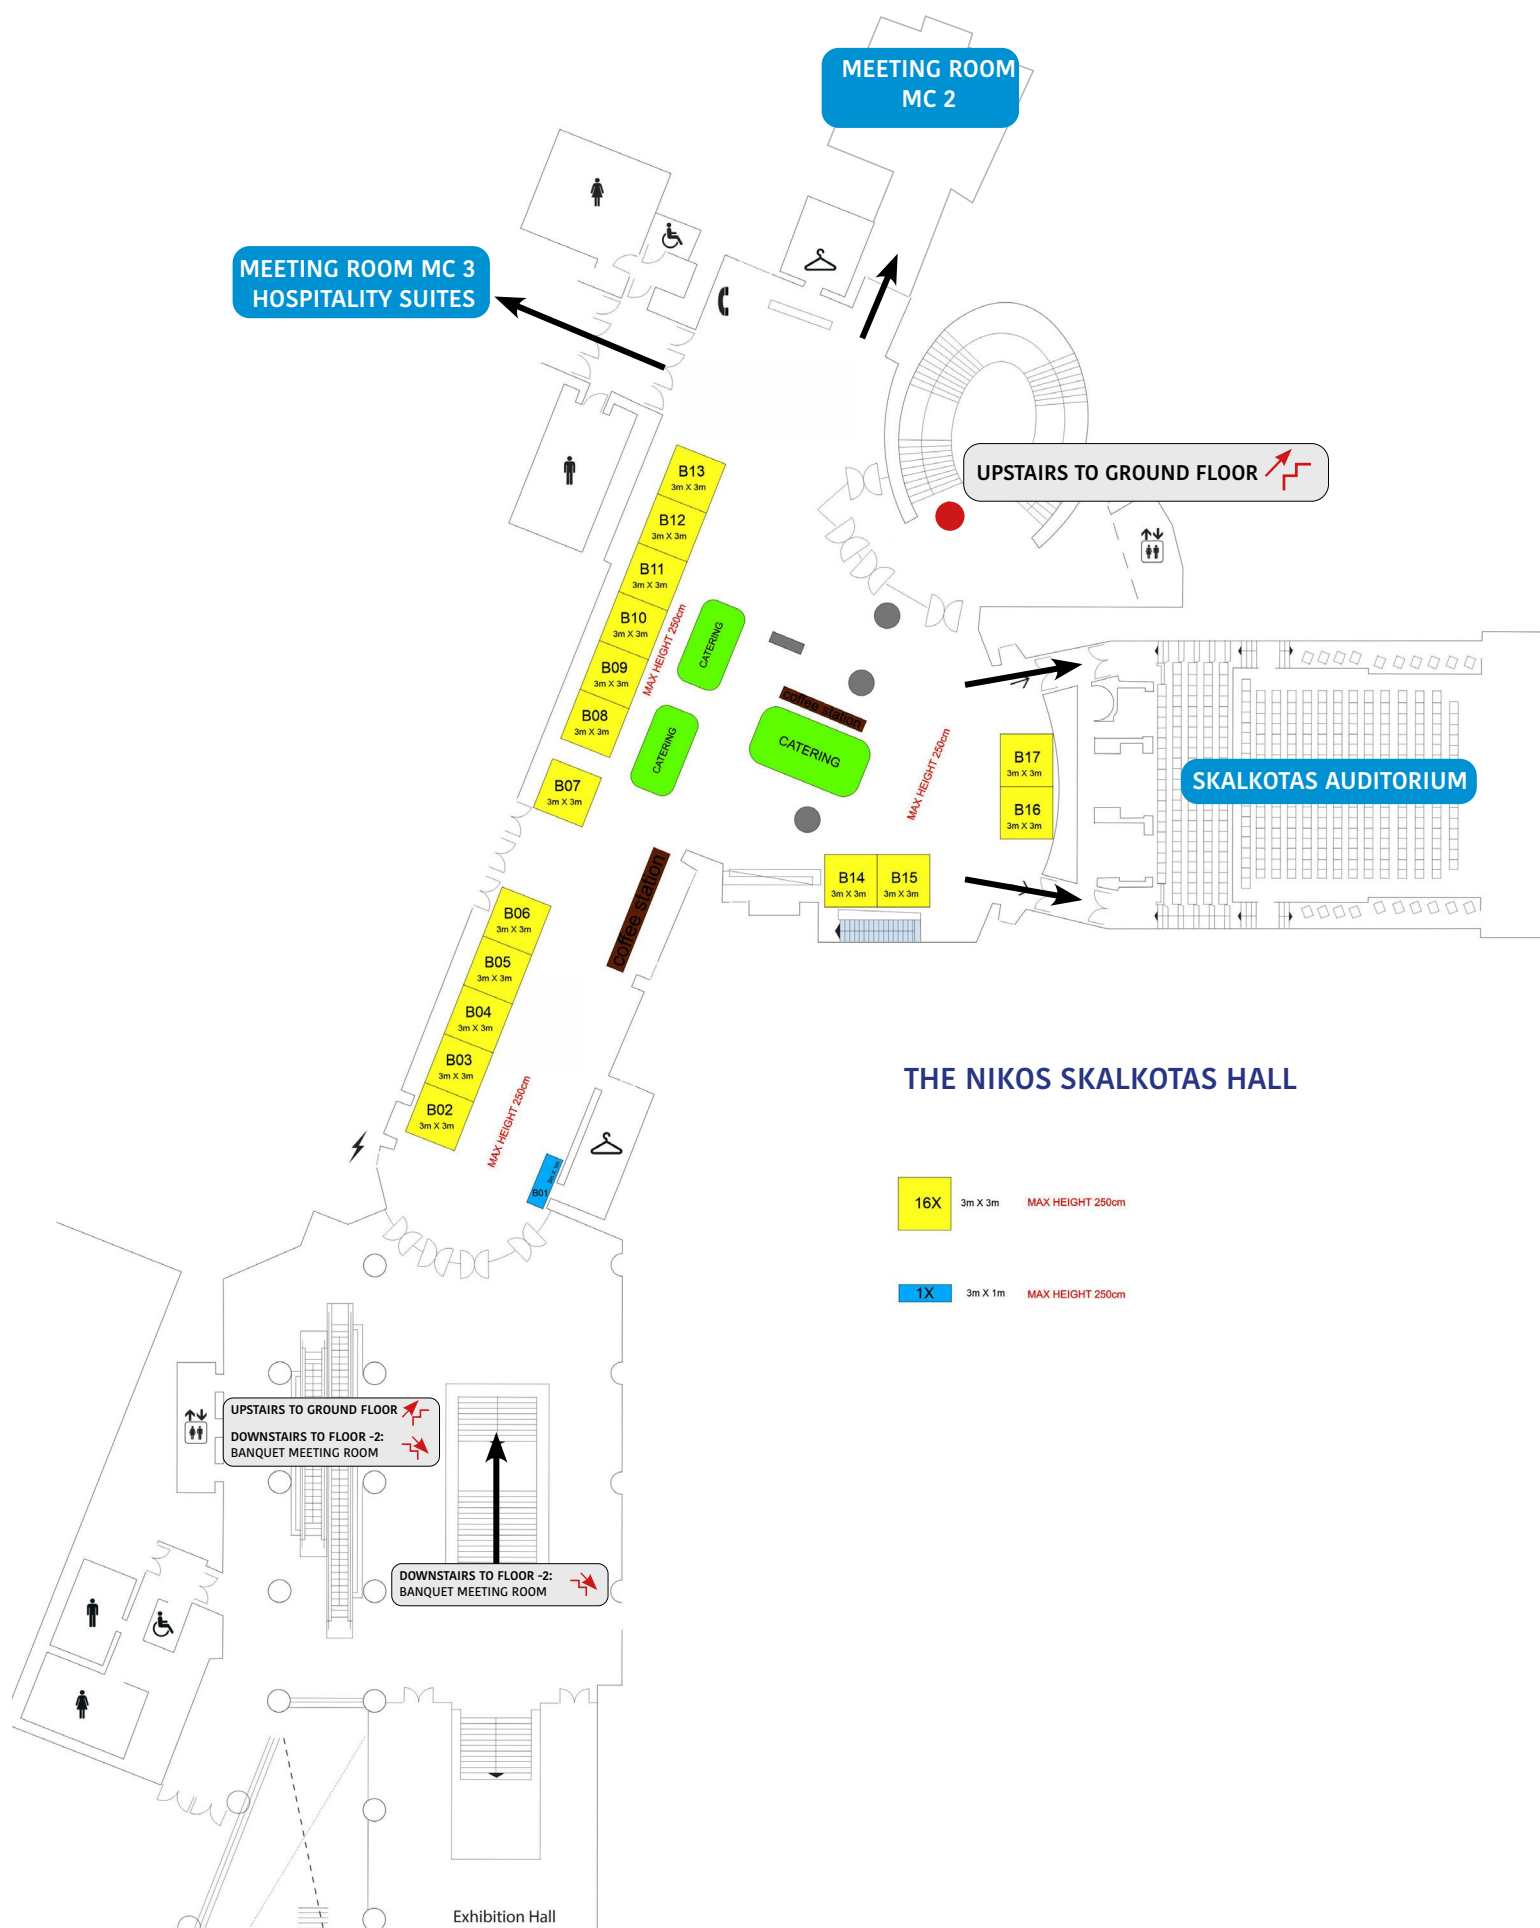 MEETING ROOM
MC 2
MEETING ROOM MC 3
HOSPITALITY SUITES
UPSTAIRS TO GROUND FLOOR
B13
3m X 3m
B12
3m X 3m
B11
3m X 3m
B10
3m X 3m
B09
3m X 3m
B08
3m X 3m
MAX HEIGHT 250cm
CATERING
CATERING
coffee station
CATERING
MAX HEIGHT 250cm
B17
3m X 3m
B16
3m X 3m
SKALKOTAS AUDITORIUM
B07
3m X 3m
B14
3m X 3m
B15
3m X 3m
coffee station
B06
3m X 3m
B05
3m X 3m
B04
3m X 3m
B03
3m X 3m
B02
3m X 3m
MAX HEIGHT 250cm
B01
3m X 1m
THE NIKOS SKALKOTAS HALL
16X
3m X 3m
MAX HEIGHT 250cm
1X
3m X 1m
MAX HEIGHT 250cm
UPSTAIRS TO GROUND FLOOR
DOWNSTAIRS TO FLOOR -2:
BANQUET MEETING ROOM
DOWNSTAIRS TO FLOOR -2:
BANQUET MEETING ROOM
Exhibition Hall